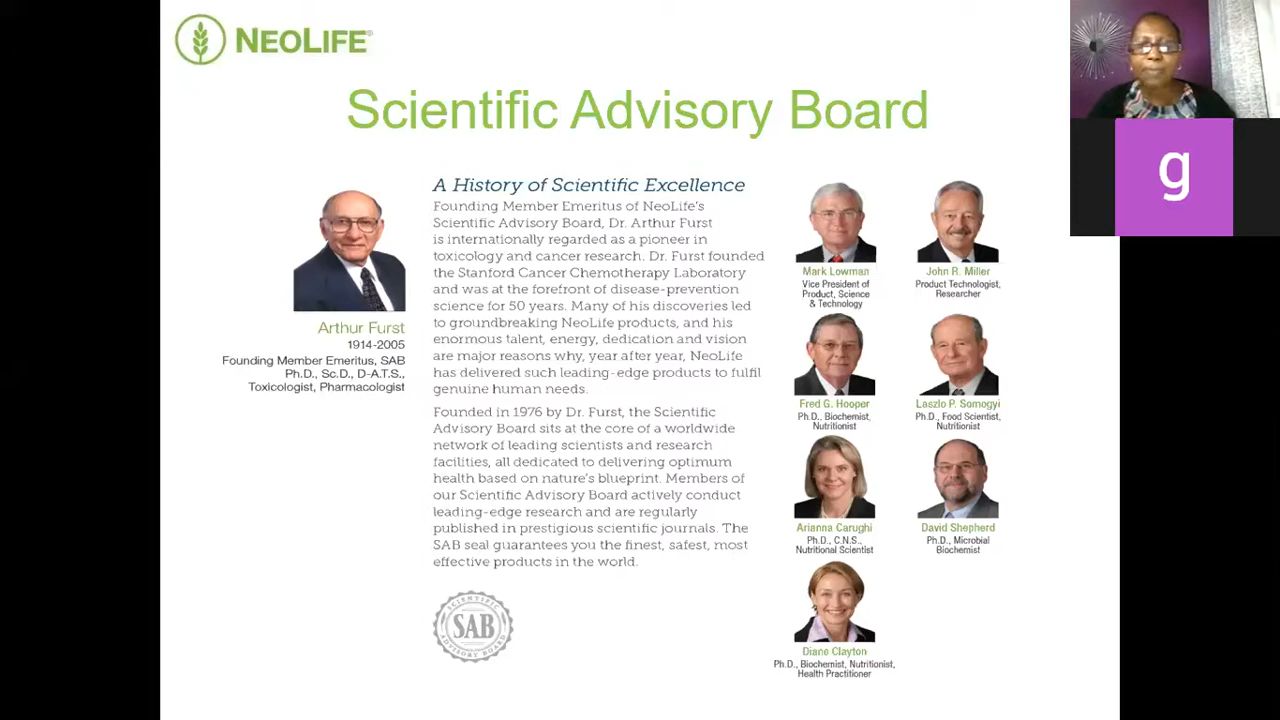 NEOLIFE®
Scientific Advisory Board
Arthur Furst
1914-2005
Founding Member Emeritus, SAB
Ph.D., Sc.D., D-A.T.S.,
Toxicologist, Pharmacologist
A History of Scientific Excellence
Founding Member Emeritus of NeoLife's
Scientific Advisory Board, Dr. Arthur Furst
is internationally regarded as a pioneer in
toxicology and cancer research. Dr. Furst founded
the Stanford Cancer Chemotherapy Laboratory
and was at the forefront of disease-prevention
science for 50 years. Many of his discoveries led
to groundbreaking NeoLife products, and his
enormous talent, energy, dedication and vision
are major reasons why, year after year, NeoLife
has delivered such leading-edge products to fulfil
genuine human needs.
Founded in 1976 by Dr. Furst, the Scientific
Advisory Board sits at the core of a worldwide
network of leading scientists and research
facilities, all dedicated to delivering optimum
health based on nature's blueprint. Members of
our Scientific Advisory Board actively conduct
leading-edge research and are regularly
published in prestigious scientific journals. The
SAB seal guarantees you the finest, safest, most
effective products in the world.
SCIENTIFIC
SAB
ADVISORY BOARD
Mark Lowman
Vice President of
Product, Science
& Technology
John R. Miller
Product Technologist,
Researcher
Fred G. Hooper
Ph.D., Biochemist,
Nutritionist
Laszlo P. Somogyi
Ph.D., Food Scientist,
Nutritionist
Arianna Carughi
Ph.D., C.N.S.,
Nutritional Scientist
David Shepherd
Ph.D., Microbial
Biochemist
Diane Clayton
Ph.D., Biochemist, Nutritionist,
Health Practitioner
g